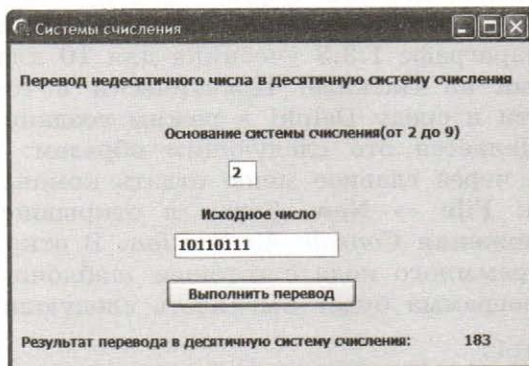 Системы счисления
Перевод недесятичного числа в десятичную систему счисления
Основание системы счисления(от 2 до 9)
2
Исходное число
10110111
Выполнить перевод
Результат перевода в десятичную систему счисления: 183